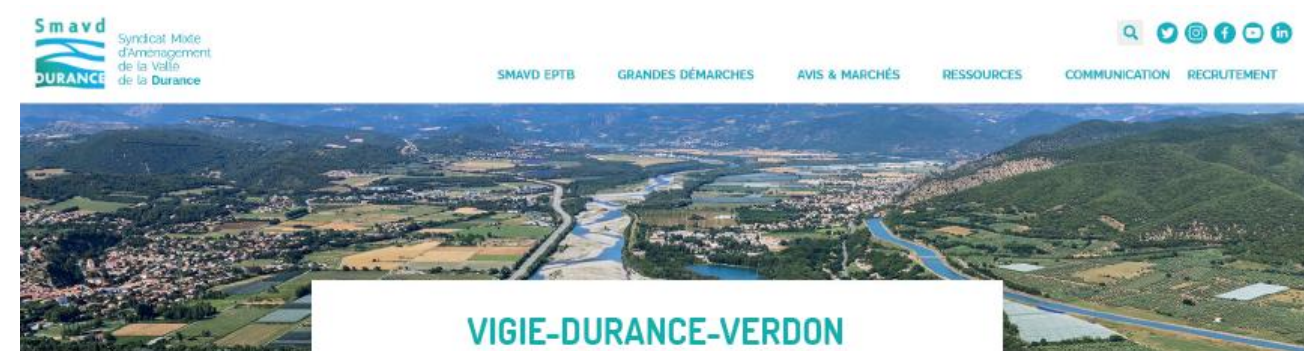 Smavd
DURANCE
Syndicat Mixte
d'Aménagement
de la Vallé
de la Durance
SMAVD EPTB GRANDES DÉMARCHES AVIS & MARCHÉS RESSOURCES COMMUNICATION RECRUTEMENT
VIGIE-DURANCE-VERDON